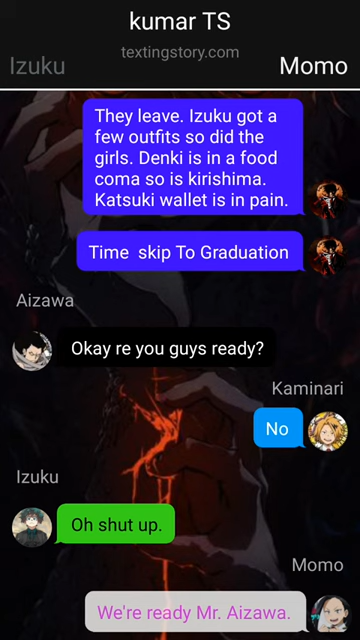 kumar TS
textingstory.com
Izuku
Momo
They leave. Izuku got a
few outfits so did the
girls. Denki is in a food
coma so is kirishima.
Katsuki wallet is in pain.
Time  skip To Graduation
Aizawa
Okay re you guys ready?
Kaminari
No
Izuku
Oh shut up.
Momo
We're ready Mr. Aizawa.